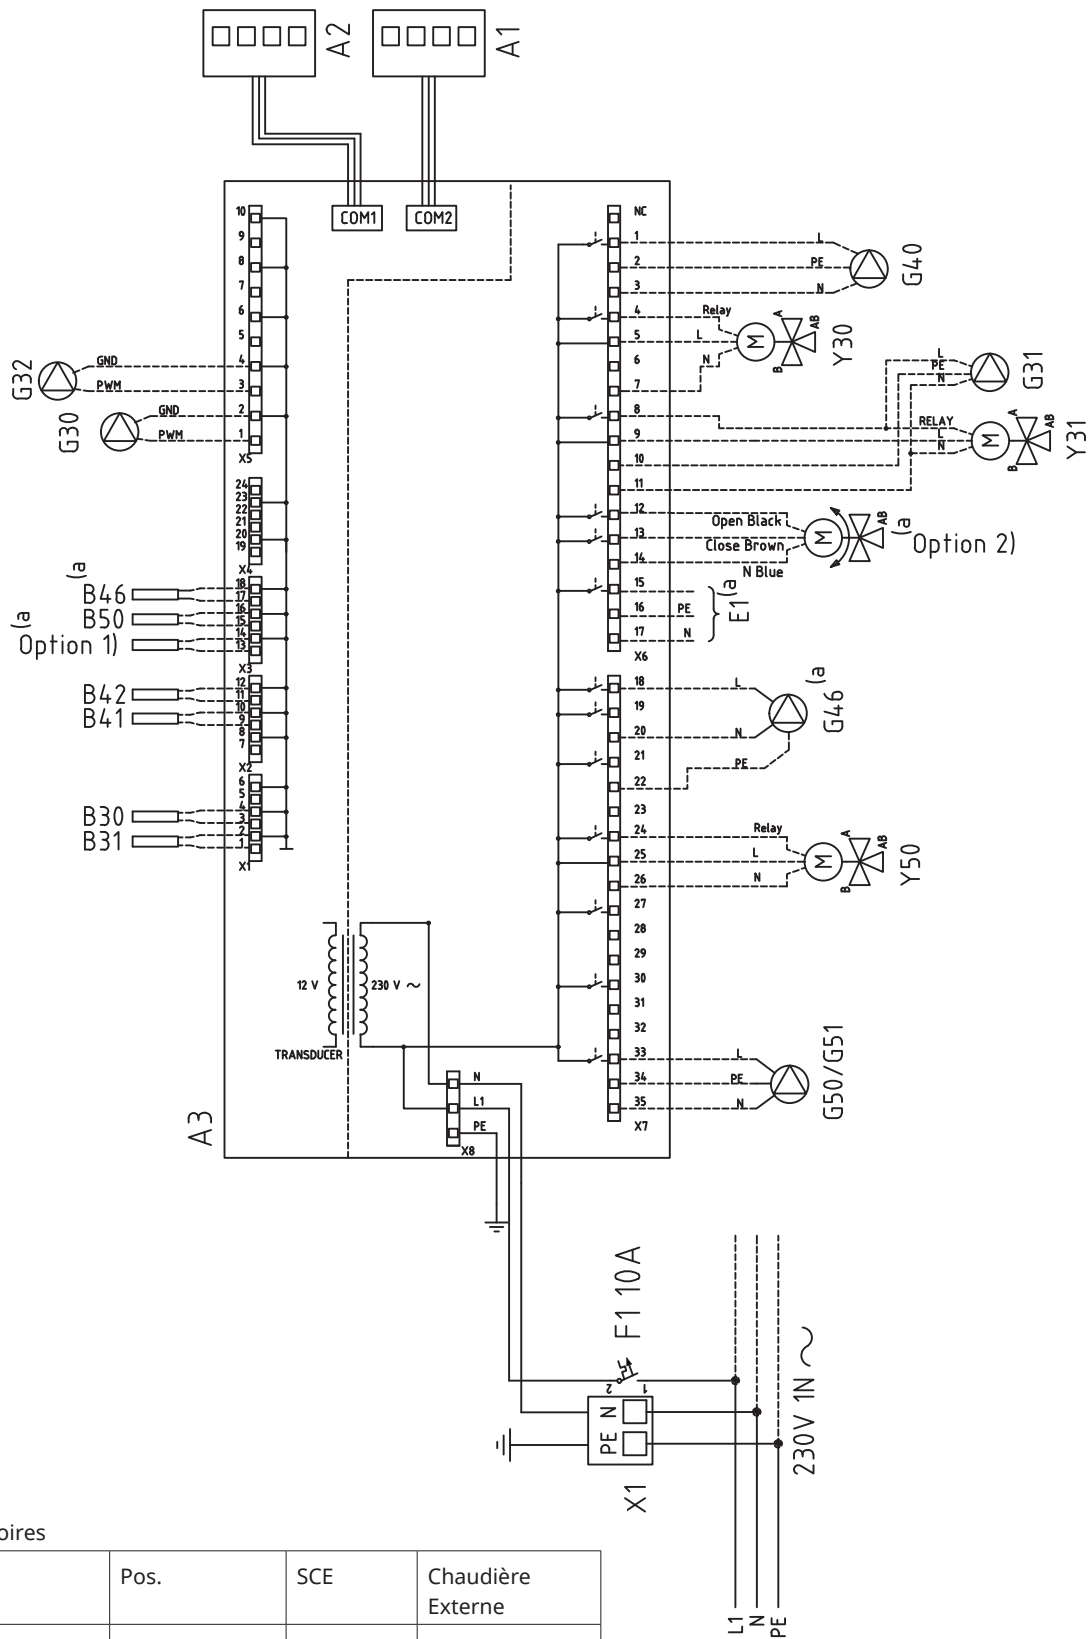 A2
A1
COM1
COM2
10
9
8
7
6
5
4
3
2
1
X5
24
23
22
21
20
19
X4
18
17
16
15
14
13
X3
12
11
10
9
8
7
X2
6
5
4
3
2
1
X1
G32
GND
PWM
G30
GND
PWM
B46 (a
B50
(a
Option 1)
B42
B41
B30
B31
NC
1
2
3
4
5
6
7
8
9
10
11
12
13
14
15
16
17
X6
18
19
20
21
22
23
24
25
26
27
28
29
30
31
32
33
34
35
X7
L
PE
N
G40
Relay
L
N
M
A
AB
B
Y30
L
PE
N
G31
RELAY
L
N
M
A
AB
B
Y31
Open Black
Close Brown
N Blue
M
AB
(a
Option 2)
PE
N
E1 (a
L
N
PE
G46 (a
Relay
L
N
M
A
AB
B
Y50
L
PE
N
G50/G51
12 V
230 V ~
TRANSDUCER
N
L1
PE
X8
A3
F1 10A
2
1
N
PE
X1
230V 1N ~
L1
N
PE
oires
Pos.
SCE
Chaudière
Externe